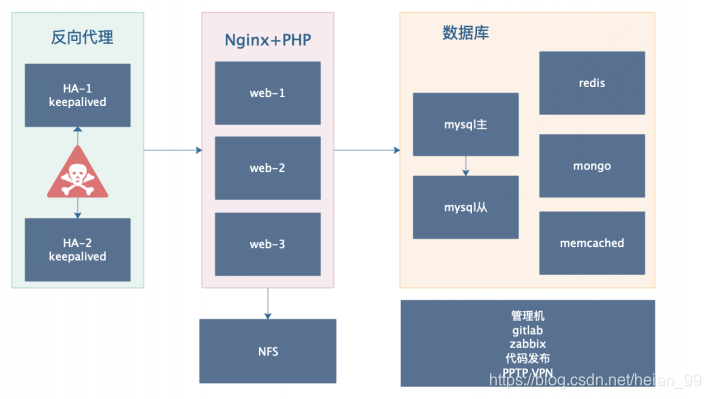 反向代理
HA-1
keepalived
HA-2
keepalived
Nginx+PHP
web-1
web-2
web-3
NFS
数据库
mysql主
mysql从
redis
mongo
memcached
管理机
gitlab
zabbix
代码发布
PPTP VPN
https://blog.csdn.net/heian_99